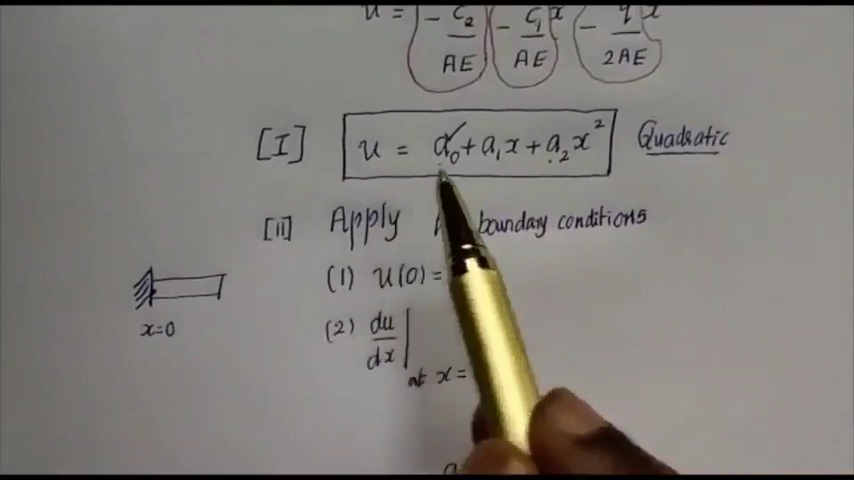 u = - C₂/AE - C₁/AE x - q/2AE x
[I] u = a₀ + a₁x + a₂x² Quadratic
[II] Apply boundary conditions
(1) u(0) =
(2) du/dx | at x =
x=0